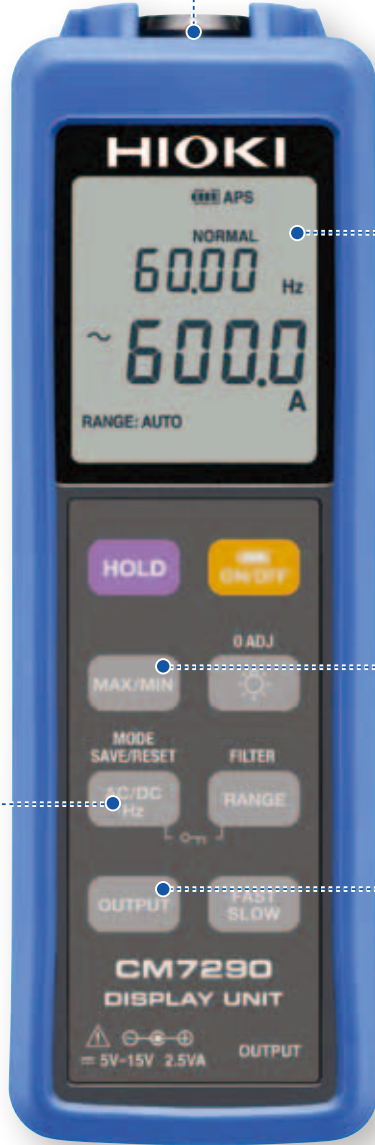 HIOKI
APS
NORMAL
60.00 Hz
~ 600.0 A
RANGE: AUTO
HOLD ON/OFF
0 ADJ
MAX/MIN
MODE
SAVE/RESET FILTER
AC/DC
Hz
RANGE
OUTPUT
FAST
SLOW
CM7290
DISPLAY UNIT
⎓ 5V-15V 2.5VA OUTPUT